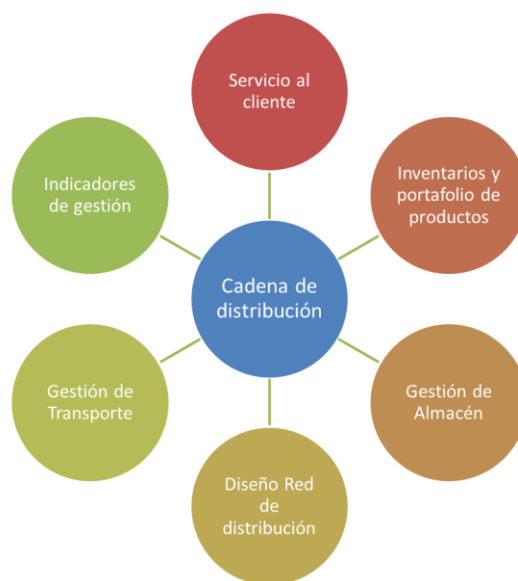 Servicio al
cliente
Inventarios y
portafolio de
productos
Indicadores
de gestión
Cadena de
distribución
Gestión de
Transporte
Gestión de
Almacén
Diseño Red
de
distribución